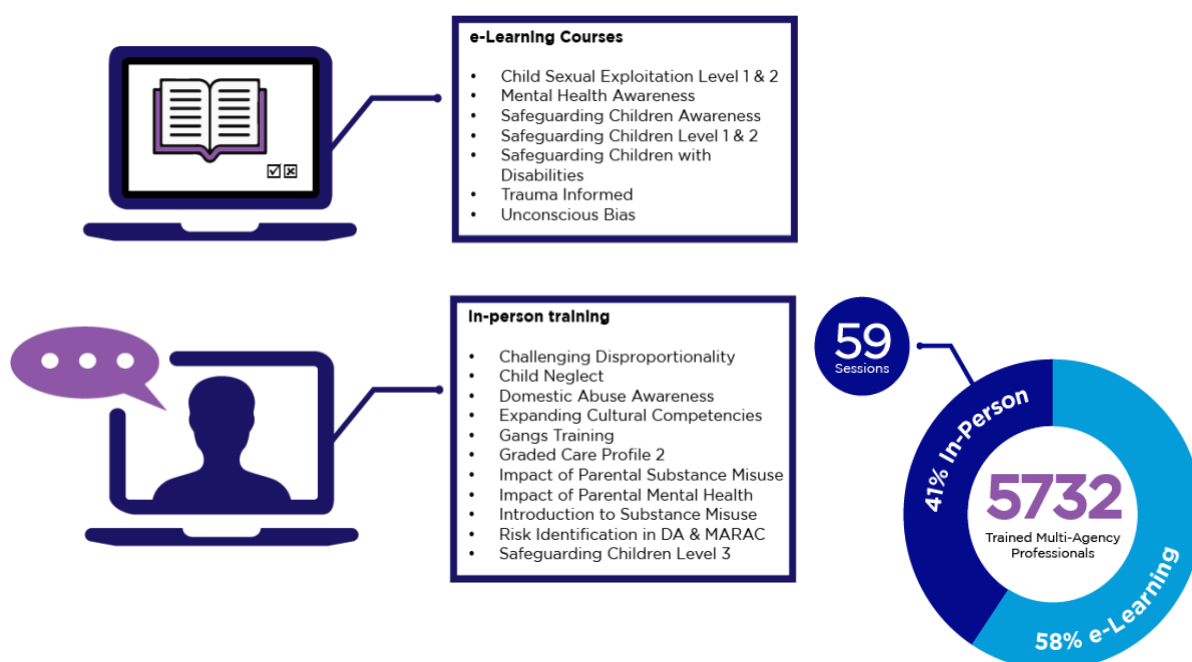 e-Learning Courses
• Child Sexual Exploitation Level 1 & 2
• Mental Health Awareness
• Safeguarding Children Awareness
• Safeguarding Children Level 1 & 2
• Safeguarding Children with
Disabilities
• Trauma Informed
• Unconscious Bias
In-person training
• Challenging Disproportionality
• Child Neglect
• Domestic Abuse Awareness
• Expanding Cultural Competencies
• Gangs Training
• Graded Care Profile 2
• Impact of Parental Substance Misuse
• Impact of Parental Mental Health
• Introduction to Substance Misuse
• Risk Identification in DA & MARAC
• Safeguarding Children Level 3
59
Sessions
41% In-Person
5732
Trained Multi-Agency
Professionals
58% e-Learning